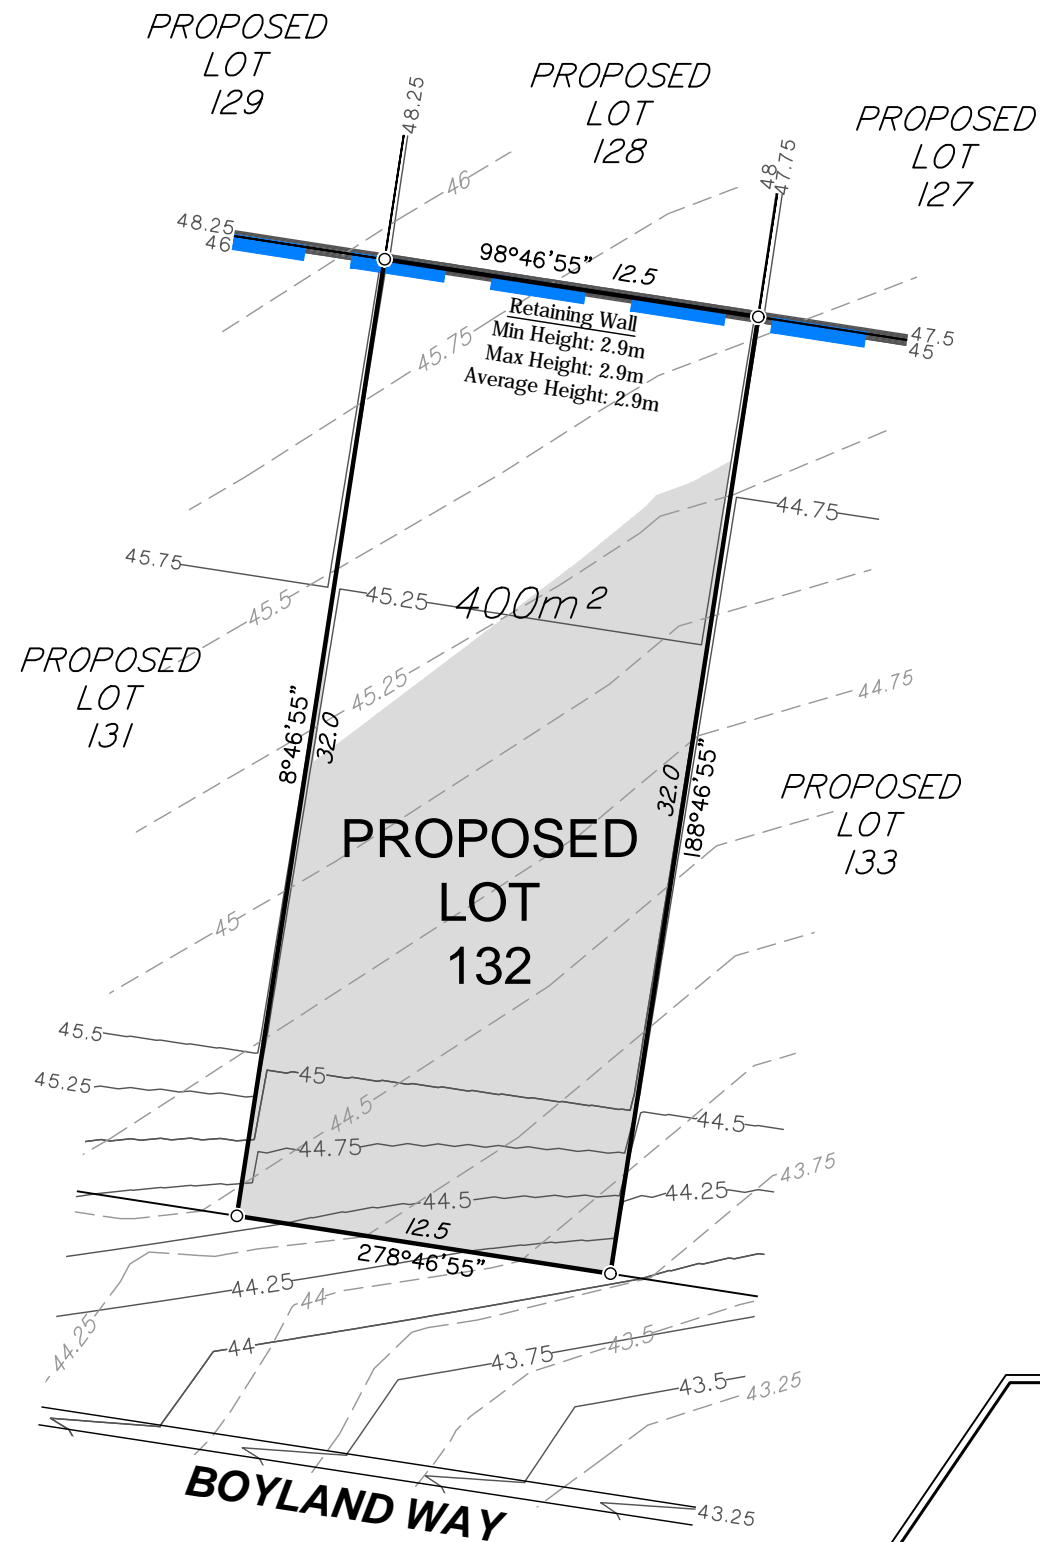 PROPOSED
LOT
129
48.25
PROPOSED
LOT
128
PROPOSED
LOT
127
48
47.75
46
48.25
46
98°46'55"
12.5
47.5
45
Retaining Wall
Min Height: 2.9m
Max Height: 2.9m
Average Height: 2.9m
45.75
44.75
45.75
45.5
45.25
400m²
45.25
44.75
PROPOSED
LOT
131
8°46'55"
32.0
32.0
188°46'55"
PROPOSED
LOT
133
PROPOSED
LOT
132
45
45.5
45.25
45
44.5
44.5
44.75
44.5
44.25
43.75
12.5
278°46'55"
44.25
44
44.25
44
43.75
43.5
43.5
43.25
BOYLAND WAY
43.25